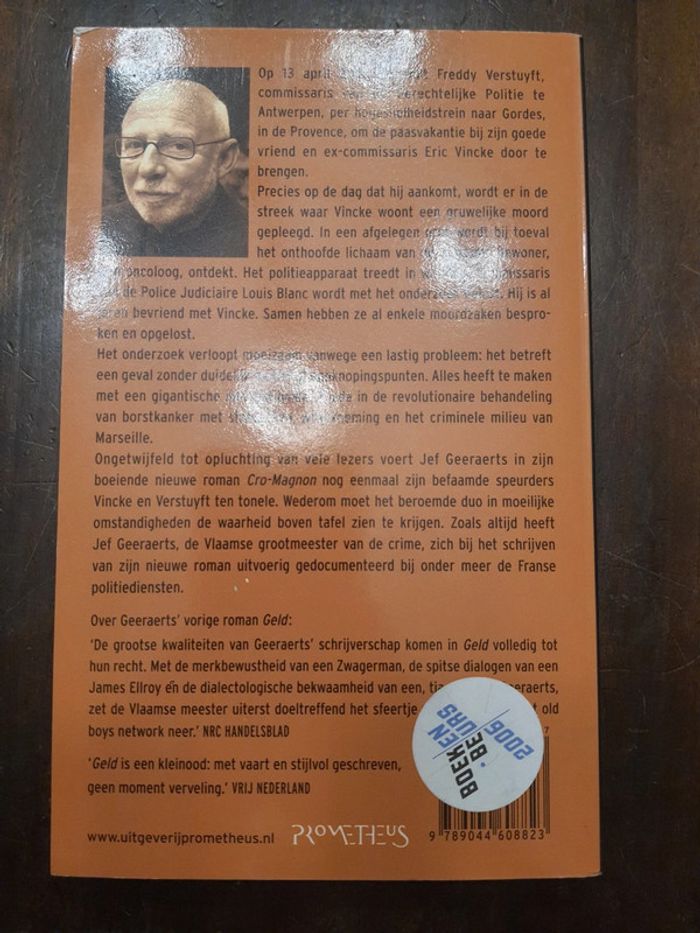 Op 13 april Freddy Verstuyft,
commissaris Gerechtelijke Politie te
Antwerpen, per hogesnelheidstrein naar Gordes,
in de Provence, om de paasvakantie bij zijn goede
vriend en ex-commissaris Eric Vincke door te
brengen.
Precies op de dag dat hij aankomt, wordt er in de
streek waar Vincke woont een gruwelijke moord
gepleegd. In een afgelegen wordt bij toeval
het onthoofde lichaam van bewoner,
oncoloog, ontdekt. Het politieapparaat treedt in
de Police Judiciaire Louis Blanc wordt met het onderzoek Hij is al
jaren bevriend met Vincke. Samen hebben ze al enkele moordzaken bespro-
ken en opgelost.
Het onderzoek verloopt moeizaam vanwege een lastig probleem: het betreft
een geval zonder Alles heeft te maken
met een gigantische in de revolutionaire behandeling
van borstkanker met en het criminele milieu van
Marseille.
Ongetwijfeld tot opluchting van vele lezers voert Jef Geeraerts in zijn
boeiende nieuwe roman Cro-Magnon nog eenmaal zijn befaamde speurders
Vincke en Verstuyft ten tonele. Wederom moet het beroemde duo in moeilijke
omstandigheden de waarheid boven tafel zien te krijgen. Zoals altijd heeft
Jef Geeraerts, de Vlaamse grootmeester van de crime, zich bij het schrijven
van zijn nieuwe roman uitvoerig gedocumenteerd bij onder meer de Franse
politiediensten.
Over Geeraerts' vorige roman Geld:
'De grootse kwaliteiten van Geeraerts' schrijverschap komen in Geld volledig tot
hun recht. Met de merkbewustheid van een Zwagerman, de spitse dialogen van een
James Ellroy en de dialectologische bekwaamheid van een, Geeraerts,
zet de Vlaamse meester uiterst doeltreffend het sfeertje old
boys network neer.' NRC HANDELSBLAD
'Geld is een kleinood: met vaart en stijlvol geschreven,
geen moment verveling.' VRIJ NEDERLAND
BOEKEN
.BEURS
2006
www.uitgeverijprometheus.nl PROMETHEUS
9 789044 608823